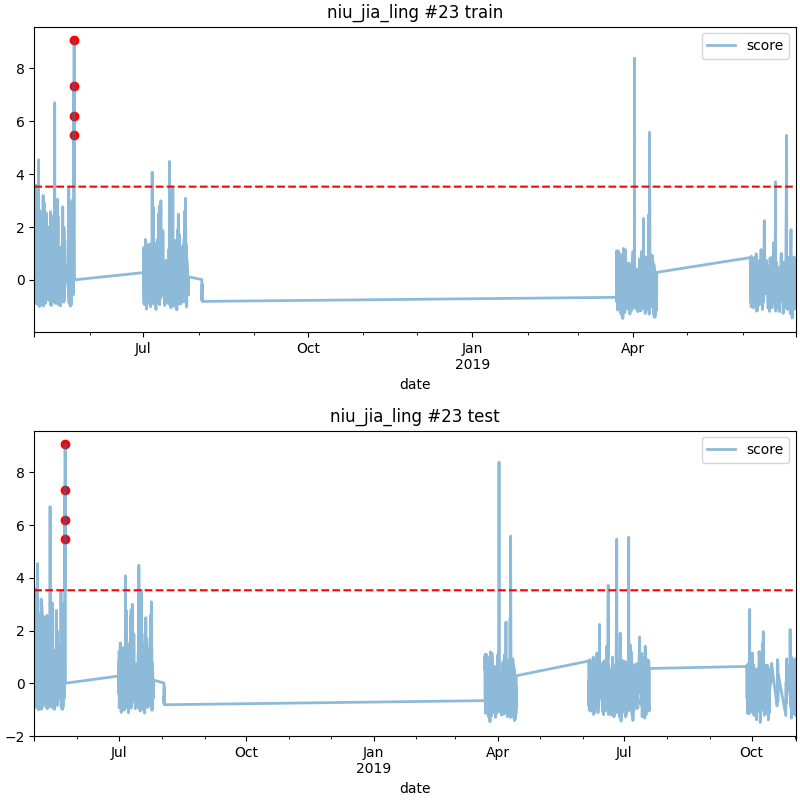 niu_jia_ling #23 train
score
8
6
4
2
0
Jul Oct Jan Apr
2019
date
niu_jia_ling #23 test
score
8
6
4
2
0
−2
Jul Oct Jan Apr Jul Oct
2019
date